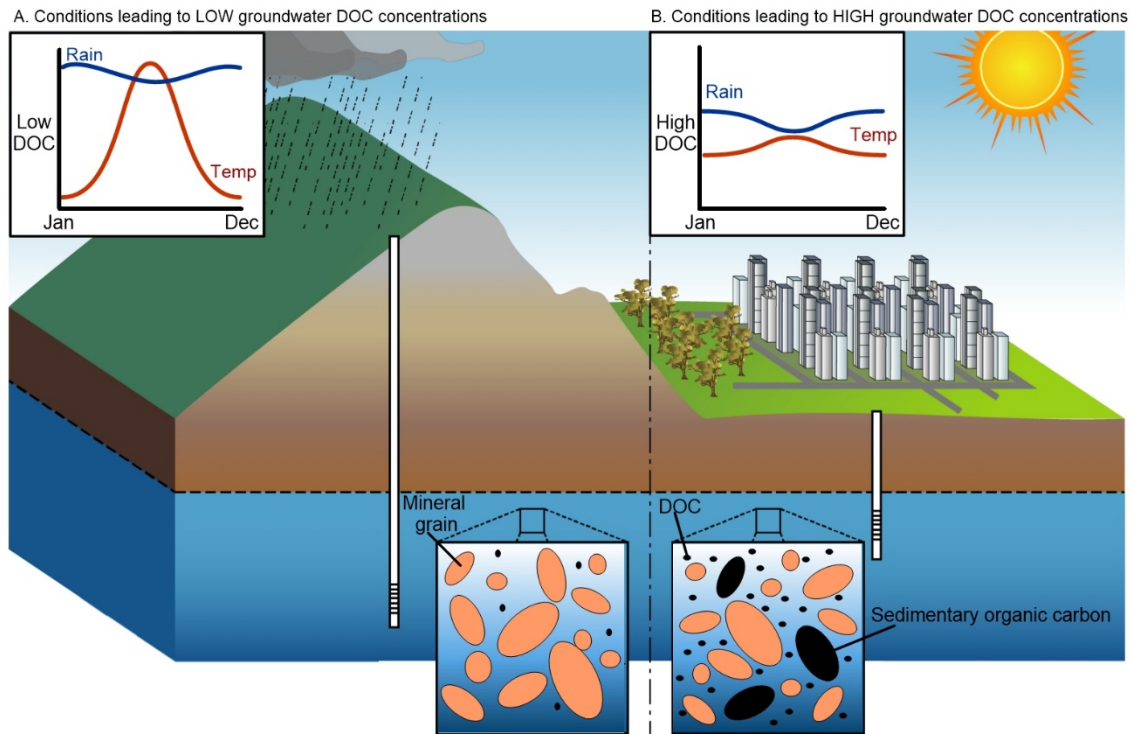 A. Conditions leading to LOW groundwater DOC concentrations
B. Conditions leading to HIGH groundwater DOC concentrations
Rain
Low
DOC
Temp
Jan
Dec
Rain
High
DOC
Temp
Jan
Dec
Mineral
grain
DOC
Sedimentary organic carbon